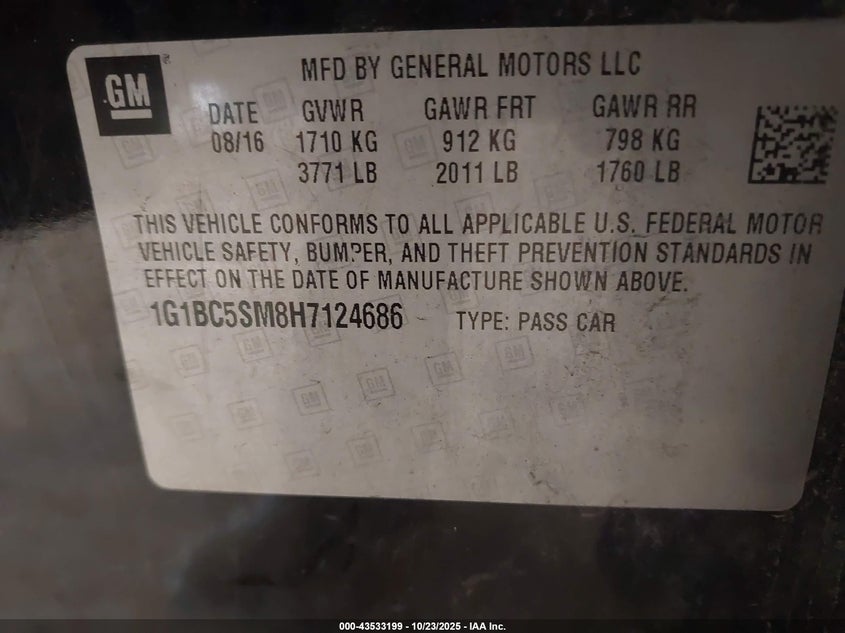 GM
MFD BY GENERAL MOTORS LLC
DATE GVWR GAWR FRT GAWR RR
08/16 1710 KG 912 KG 798 KG
3771 LB 2011 LB 1760 LB
THIS VEHICLE CONFORMS TO ALL APPLICABLE U.S. FEDERAL MOTOR
VEHICLE SAFETY, BUMPER, AND THEFT PREVENTION STANDARDS IN
EFFECT ON THE DATE OF MANUFACTURE SHOWN ABOVE.
1G1BC5SM8H7124686 TYPE: PASS CAR
000-43533199 - 10/23/2025 - IAA Inc.